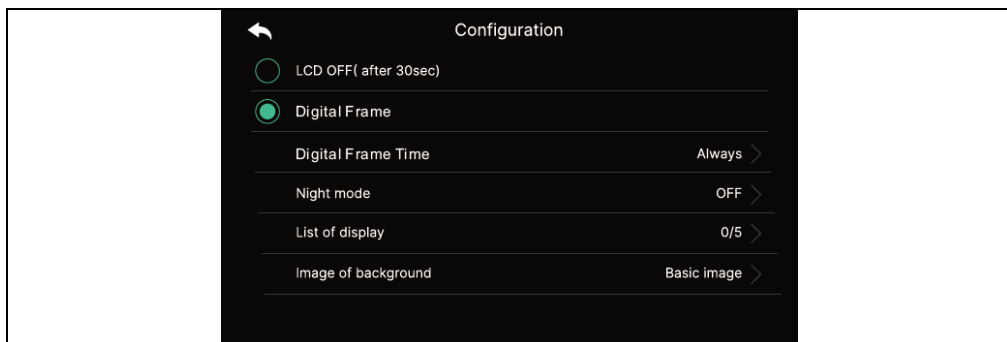 Configuration
LCD OFF( after 30sec)
Digital Frame
Digital Frame Time Always
Night mode OFF
List of display 0/5
Image of background Basic image